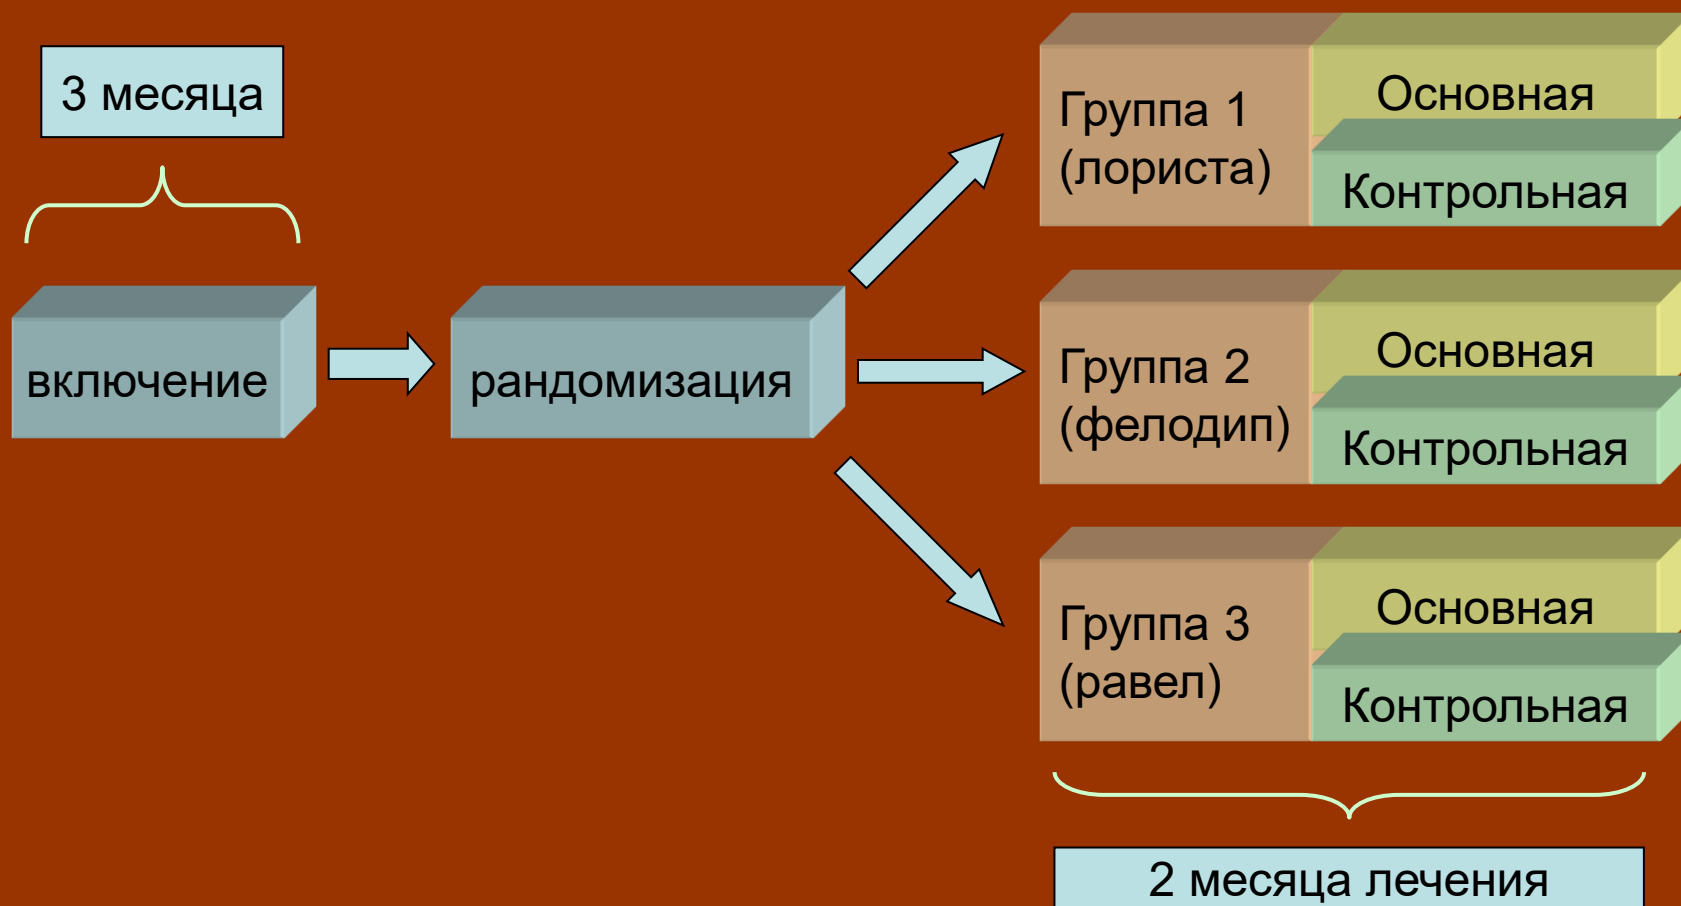 3 месяца
включение
рандомизация
Группа 1
(лориста)
Основная
Контрольная
Группа 2
(фелодип)
Основная
Контрольная
Группа 3
(равел)
Основная
Контрольная
2 месяца лечения